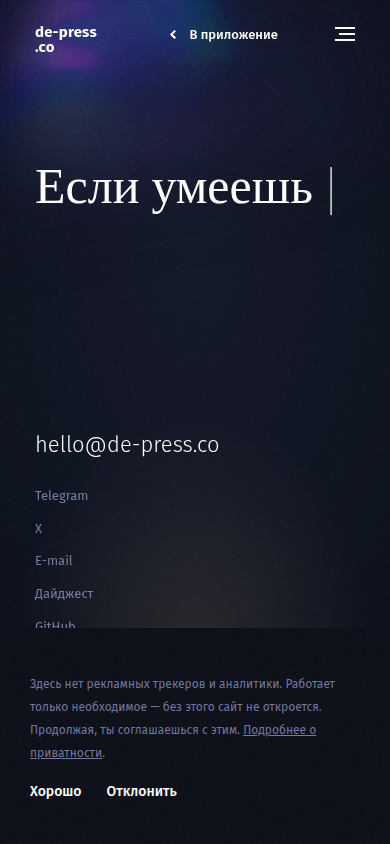 de-press
.co
В приложение
Если умеешь
hello@de-press.co
Telegram
X
E-mail
Дайджест
GitHub
Здесь нет рекламных трекеров и аналитики. Работает
только необходимое — без этого сайт не откроется.
Продолжая, ты соглашаешься с этим. Подробнее о
приватности.
Хорошо Отклонить